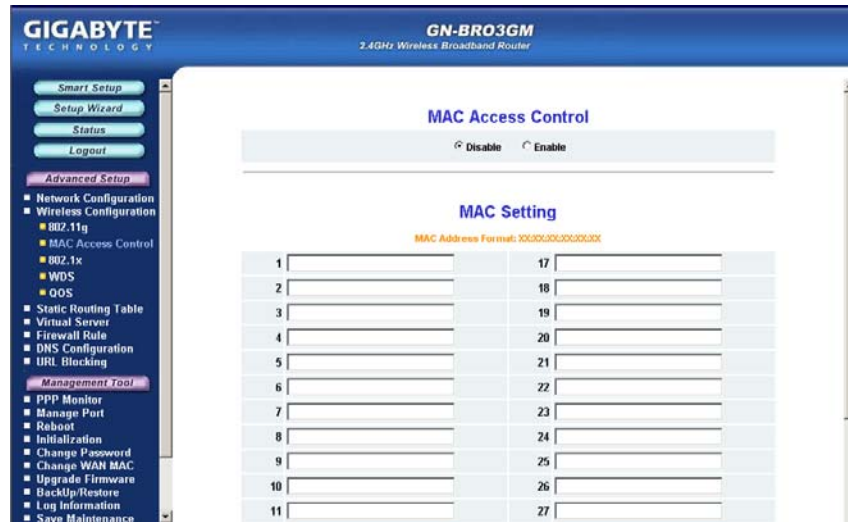 GIGABYTE™
TECHNOLOGY
GN-BRO3GM
2.4GHz Wireless Broadband Router
Smart Setup
Setup Wizard
Status
Logout
Advanced Setup
Network Configuration
Wireless Configuration
802.11g
MAC Access Control
802.1x
WDS
QOS
Static Routing Table
Virtual Server
Firewall Rule
DNS Configuration
URL Blocking
Management Tool
PPP Monitor
Manage Port
Reboot
Initialization
Change Password
Change WAN MAC
Upgrade Firmware
BackUp/Restore
Log Information
Save Maintenance
MAC Access Control
Disable Enable
MAC Setting
MAC Address Format: XX:XX:XX:XX:XX:XX
1 17
2 18
3 19
4 20
5 21
6 22
7 23
8 24
9 25
10 26
11 27